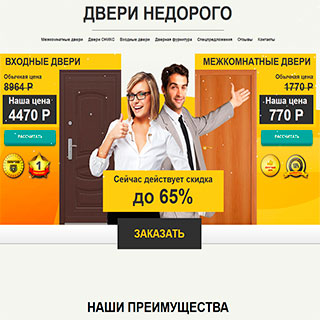 ДВЕРИ НЕДОРОГО
Межкомнатные двери Двери ОНИКС Входные двери Дверная фурнитура Спецпредложения Отзывы Контакты
ВХОДНЫЕ ДВЕРИ
Обычная цена
8964 Р
Наша цена
4470 Р
РАССЧИТАТЬ
1
МЕЖКОМНАТНЫЕ ДВЕРИ
Обычная цена
1770 Р
Наша цена
770 Р
РАССЧИТАТЬ
Сейчас действует скидка
до 65%
ЗАКАЗАТЬ
НАШИ ПРЕИМУЩЕСТВА